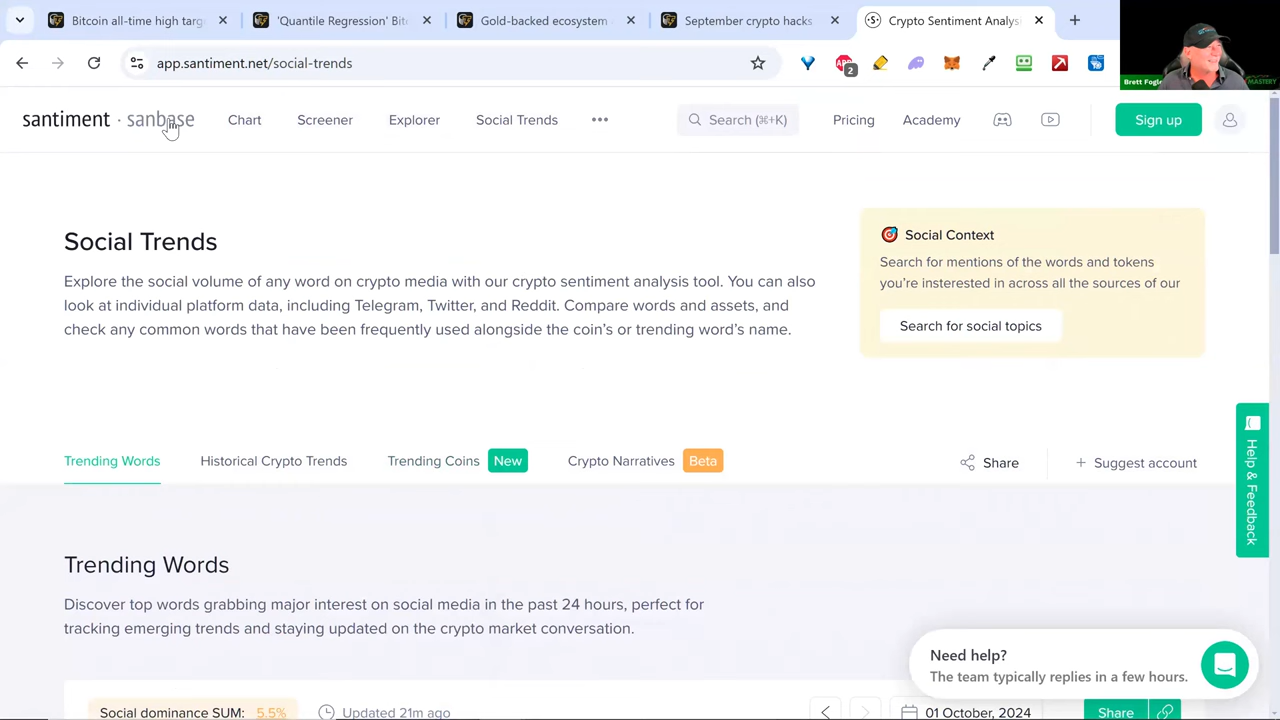 Bitcoin all-time high targ
'Quantile Regression' Bit
Gold-backed ecosystem
September crypto hacks
Crypto Sentiment Analysi
app.santiment.net/social-trends
2
Brett Fogle
MASTERY
santiment · sanbase
Chart
Screener
Explorer
Social Trends
Search (⌘+K)
Pricing
Academy
Sign up
Social Trends
Explore the social volume of any word on crypto media with our crypto sentiment analysis tool. You can also
look at individual platform data, including Telegram, Twitter, and Reddit. Compare words and assets, and
check any common words that have been frequently used alongside the coin's or trending word's name.
Social Context
Search for mentions of the words and tokens
you're insterested in across all the sources of our
Search for social topics
Trending Words
Historical Crypto Trends
Trending Coins New
Crypto Narratives Beta
Share
+ Suggest account
Help & Feedback
Trending Words
Discover top words grabbing major interest on social media in the past 24 hours, perfect for
tracking emerging trends and staying updated on the crypto market conversation.
Need help?
The team typically replies in a few hours.
Social dominance SUM: 5.5%
Updated 21m ago
01 October, 2024
Share